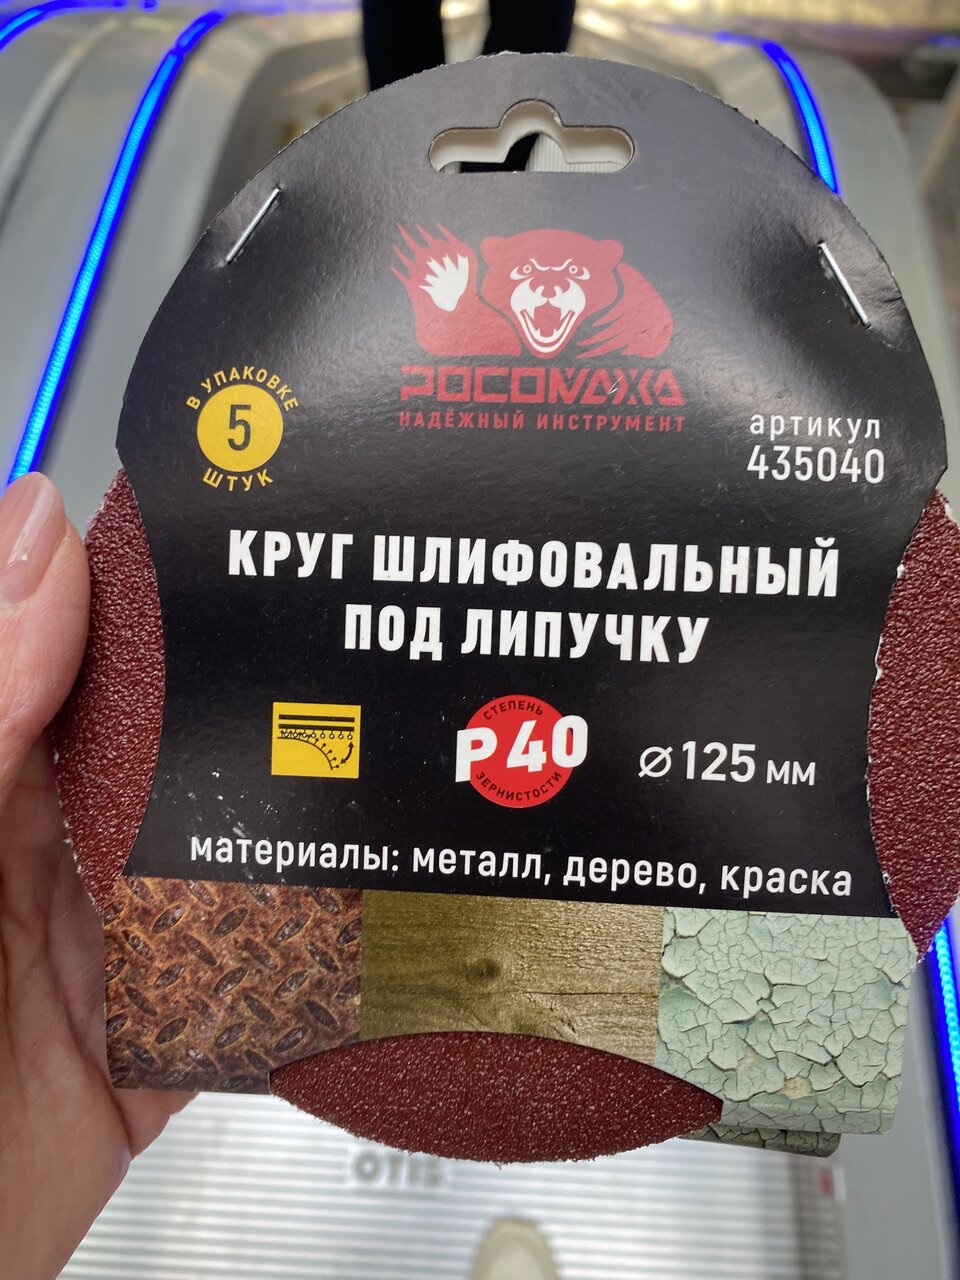 РОСОМАХА
НАДЁЖНЫЙ ИНСТРУМЕНТ
В УПАКОВКЕ
5
ШТУК
артикул
435040
КРУГ ШЛИФОВАЛЬНЫЙ
ПОД ЛИПУЧКУ
СТЕПЕНЬ
P40
ЗЕРНИСТОСТИ
⌀125 мм
материалы: металл, дерево, краска
OTIS